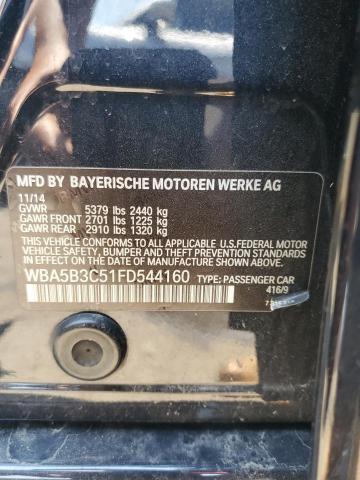 MFD BY BAYERISCHE MOTOREN WERKE AG
11/14
GVWR 5379 lbs 2440 kg
GAWR FRONT 2701 lbs 1225 kg
GAWR REAR 2910 lbs 1320 kg
THIS VEHICLE CONFORMS TO ALL APPLICABLE U.S.FEDERAL MOTOR
VEHICLE SAFETY, BUMPER, AND THEFT PREVENTION STANDARDS IN
EFFECT ON THE DATE OF MANUFACTURE SHOWN ABOVE.
WBA5B3C51FD544160 TYPE: PASSENGER CAR
416/9